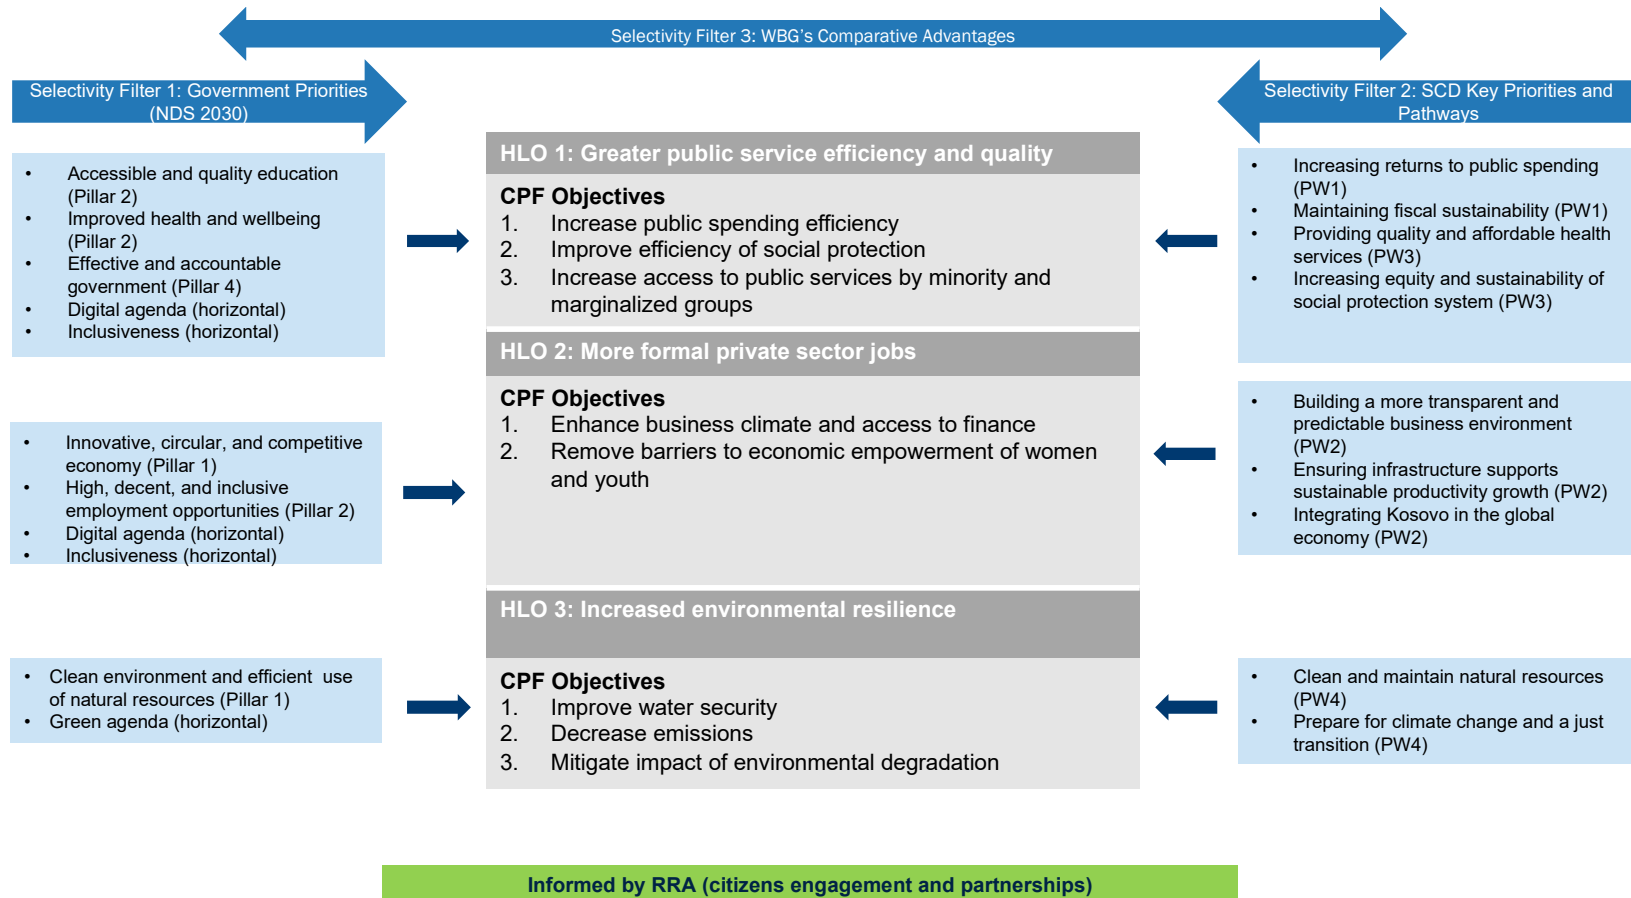 Selectivity Filter 3: WBG's Comparative Advantages
Selectivity Filter 1: Government Priorities
(NDS 2030)
• Accessible and quality education
(Pillar 2)
• Improved health and wellbeing
(Pillar 2)
• Effective and accountable
government (Pillar 4)
• Digital agenda (horizontal)
• Inclusiveness (horizontal)
• Innovative, circular, and competitive
economy (Pillar 1)
• High, decent, and inclusive
employment opportunities (Pillar 2)
• Digital agenda (horizontal)
• Inclusiveness (horizontal)
• Clean environment and efficient use
of natural resources (Pillar 1)
• Green agenda (horizontal)
HLO 1: Greater public service efficiency and quality
CPF Objectives
1. Increase public spending efficiency
2. Improve efficiency of social protection
3. Increase access to public services by minority and
marginalized groups
HLO 2: More formal private sector jobs
CPF Objectives
1. Enhance business climate and access to finance
2. Remove barriers to economic empowerment of women
and youth
HLO 3: Increased environmental resilience
CPF Objectives
1. Improve water security
2. Decrease emissions
3. Mitigate impact of environmental degradation
Selectivity Filter 2: SCD Key Priorities and
Pathways
• Increasing returns to public spending
(PW1)
• Maintaining fiscal sustainability (PW1)
• Providing quality and affordable health
services (PW3)
• Increasing equity and sustainability of
social protection system (PW3)
• Building a more transparent and
predictable business environment
(PW2)
• Ensuring infrastructure supports
sustainable productivity growth (PW2)
• Integrating Kosovo in the global
economy (PW2)
• Clean and maintain natural resources
(PW4)
• Prepare for climate change and a just
transition (PW4)
Informed by RRA (citizens engagement and partnerships)